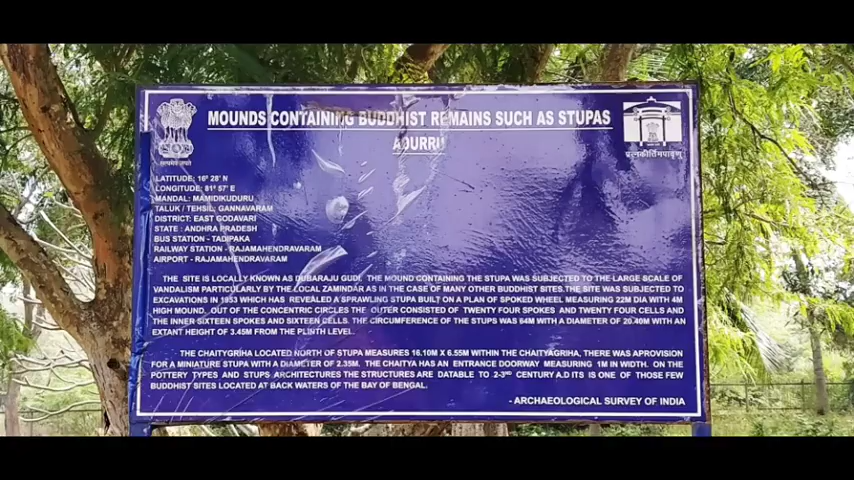 MOUNDS CONTAINING BUDDHIST REMAINS SUCH AS STUPAS
ADURRU
सत्यमेव जयते
प्रत्नकीर्तिमपावृणु
LATITUDE: 16º 28' N
LONGITUDE: 81º 57' E
MANDAL: MAMIDIKUDURU
TALUK / TEHSIL: GANNAVARAM
DISTRICT: EAST GODAVARI
STATE : ANDHRA PRADESH
BUS STATION - TADIPAKA
RAILWAY STATION - RAJAMAHENDRAVARAM
AIRPORT - RAJAMAHENDRAVARAM
THE SITE IS LOCALLY KNOWN AS DUBARAJU GUDI. THE MOUND CONTAINING THE STUPA WAS SUBJECTED TO THE LARGE SCALE OF
VANDALISM PARTICULARLY BY THE LOCAL ZAMINDAR AS IN THE CASE OF MANY OTHER BUDDHIST SITES.THE SITE WAS SUBJECTED TO
EXCAVATIONS IN 1953 WHICH HAS REVEALED A SPRAWLING STUPA BUILT ON A PLAN OF SPOKED WHEEL MEASURING 22M DIA WITH 4M
HIGH MOUND. OUT OF THE CONCENTRIC CIRCLES THE OUTER CONSISTED OF TWENTY FOUR SPOKES AND TWENTY FOUR CELLS AND
THE INNER SIXTEEN SPOKES AND SIXTEEN CELLS. THE CIRCUMFERENCE OF THE STUPAS WAS 64M WITH A DIAMETER OF 20.40M WITH AN
EXTANT HEIGHT OF 3.45M FROM THE PLINTH LEVEL.
THE CHAITYGRIHA LOCATED NORTH OF STUPA MEASURES 16.10M X 6.55M WITHIN THE CHAITYAGRIHA, THERE WAS APROVISION
FOR A MINIATURE STUPA WITH A DIAMETER OF 2.35M. THE CHAITYA HAS AN ENTRANCE DOORWAY MEASURING 1M IN WIDTH. ON THE
POTTERY TYPES AND STUPS ARCHITECTURES THE STRUCTURES ARE DATABLE TO 2-3RD CENTURY A.D ITS IS ONE OF THOSE FEW
BUDDHIST SITES LOCATED AT BACK WATERS OF THE BAY OF BENGAL.
- ARCHAEOLOGICAL SURVEY OF INDIA